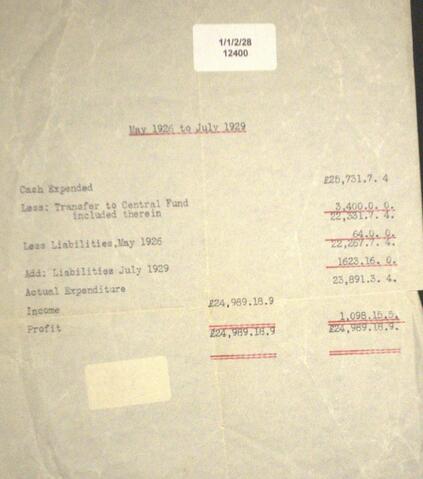 1/1/2/28
12400
May 1926 to July 1929
Cash Expended £25,731.7. 4
Less: Transfer to Central Fund
included therein 3,400.0. 0.
22,331.7. 4.
Less Liabilities, May 1926 64.0. 0.
22,267.7. 4.
Add: Liabilities July 1929 1623.16. 0
Actual Expenditure 23,891.3. 4.
Income £24,989.18.9
Profit 1,098.15.5.
£24,989.18.9 £24,989.18.9.